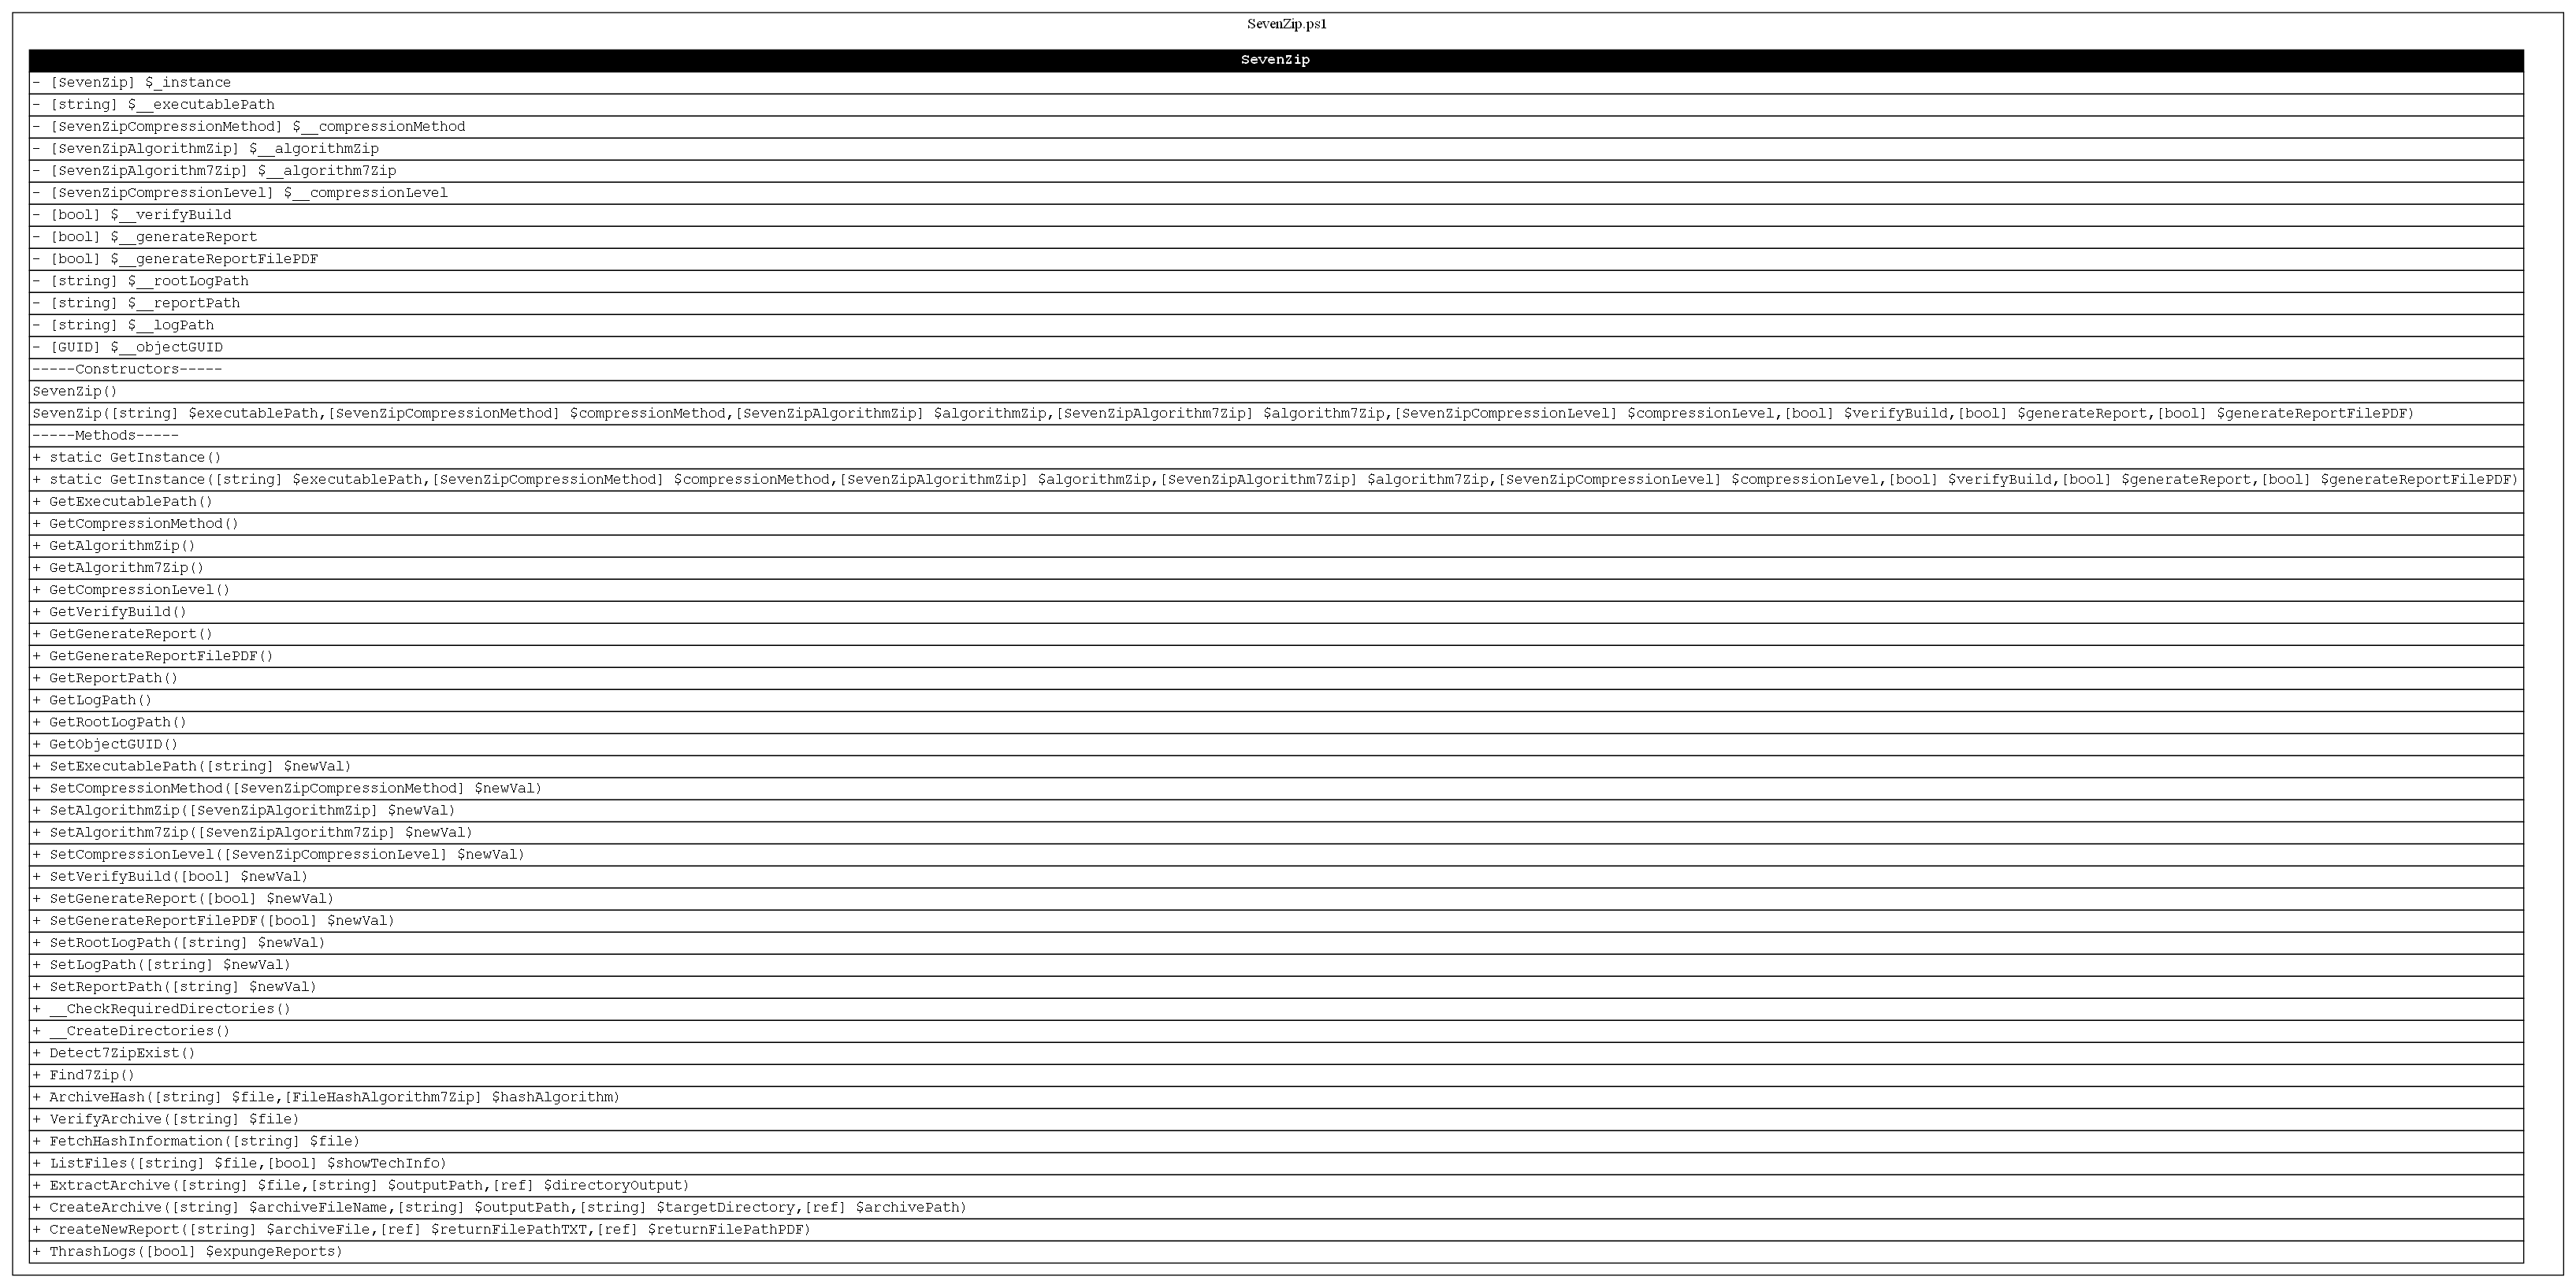 SevenZip.ps1
SevenZip
- [SevenZip] $_instance
- [string] $__executablePath
- [SevenZipCompressionMethod] $__compressionMethod
- [SevenZipAlgorithmZip] $__algorithmZip
- [SevenZipAlgorithm7Zip] $__algorithm7Zip
- [SevenZipCompressionLevel] $__compressionLevel
- [bool] $__verifyBuild
- [bool] $__generateReport
- [bool] $__generateReportFilePDF
- [string] $__rootLogPath
- [string] $__reportPath
- [string] $__logPath
- [GUID] $__objectGUID
-----Constructors-----
SevenZip()
SevenZip([string] $executablePath,[SevenZipCompressionMethod] $compressionMethod,[SevenZipAlgorithmZip] $algorithmZip,[SevenZipAlgorithm7Zip] $algorithm7Zip,[SevenZipCompressionLevel] $compressionLevel,[bool] $verifyBuild,[bool] $generateReport,[bool] $generateReportFilePDF)
-----Methods-----
+ static GetInstance()
+ static GetInstance([string] $executablePath,[SevenZipCompressionMethod] $compressionMethod,[SevenZipAlgorithmZip] $algorithmZip,[SevenZipAlgorithm7Zip] $algorithm7Zip,[SevenZipCompressionLevel] $compressionLevel,[bool] $verifyBuild,[bool] $generateReport,[bool] $generateReportFilePDF)
+ GetExecutablePath()
+ GetCompressionMethod()
+ GetAlgorithmZip()
+ GetAlgorithm7Zip()
+ GetCompressionLevel()
+ GetVerifyBuild()
+ GetGenerateReport()
+ GetGenerateReportFilePDF()
+ GetReportPath()
+ GetLogPath()
+ GetRootLogPath()
+ GetObjectGUID()
+ SetExecutablePath([string] $newVal)
+ SetCompressionMethod([SevenZipCompressionMethod] $newVal)
+ SetAlgorithmZip([SevenZipAlgorithmZip] $newVal)
+ SetAlgorithm7Zip([SevenZipAlgorithm7Zip] $newVal)
+ SetCompressionLevel([SevenZipCompressionLevel] $newVal)
+ SetVerifyBuild([bool] $newVal)
+ SetGenerateReport([bool] $newVal)
+ SetGenerateReportFilePDF([bool] $newVal)
+ SetRootLogPath([string] $newVal)
+ SetLogPath([string] $newVal)
+ SetReportPath([string] $newVal)
+ __CheckRequiredDirectories()
+ __CreateDirectories()
+ Detect7ZipExist()
+ Find7Zip()
+ ArchiveHash([string] $file,[FileHashAlgorithm7Zip] $hashAlgorithm)
+ VerifyArchive([string] $file)
+ FetchHashInformation([string] $file)
+ ListFiles([string] $file,[bool] $showTechInfo)
+ ExtractArchive([string] $file,[string] $outputPath,[ref] $directoryOutput)
+ CreateArchive([string] $archiveFileName,[string] $outputPath,[string] $targetDirectory,[ref] $archivePath)
+ CreateNewReport([string] $archiveFile,[ref] $returnFilePathTXT,[ref] $returnFilePathPDF)
+ ThrashLogs([bool] $expungeReports)